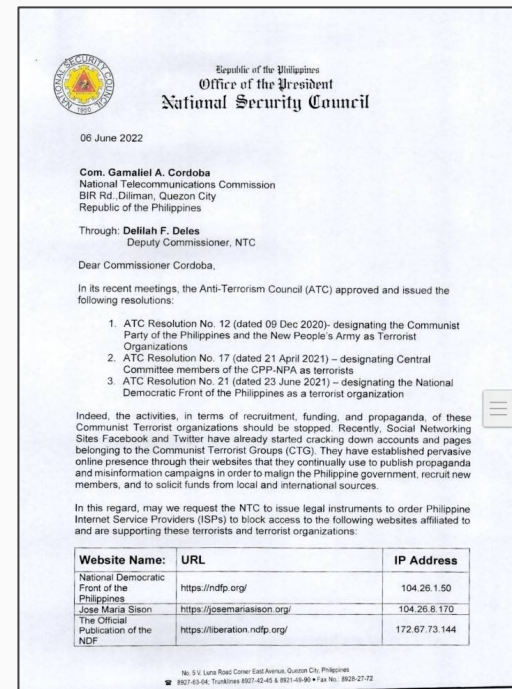 NATIONAL SECURITY COUNCIL
1950
Republic of the Philippines
Office of the President
National Security Council
06 June 2022
Com. Gamaliel A. Cordoba
National Telecommunications Commission
BIR Rd.,Diliman, Quezon City
Republic of the Philippines
Through: Delilah F. Deles
Deputy Commissioner, NTC
Dear Commissioner Cordoba,
In its recent meetings, the Anti-Terrorism Council (ATC) approved and issued the
following resolutions:
1. ATC Resolution No. 12 (dated 09 Dec 2020)- designating the Communist
Party of the Philippines and the New People's Army as Terrorist
Organizations
2. ATC Resolution No. 17 (dated 21 April 2021) – designating Central
Committee members of the CPP-NPA as terrorists
3. ATC Resolution No. 21 (dated 23 June 2021) – designating the National
Democratic Front of the Philippines as a terrorist organization
Indeed, the activities, in terms of recruitment, funding, and propaganda, of these
Communist Terrorist organizations should be stopped. Recently, Social Networking
Sites Facebook and Twitter have already started cracking down accounts and pages
belonging to the Communist Terrorist Groups (CTG). They have established pervasive
online presence through their websites that they continually use to publish propaganda
and misinformation campaigns in order to malign the Philippine government, recruit new
members, and to solicit funds from local and international sources.
In this regard, may we request the NTC to issue legal instruments to order Philippine
Internet Service Providers (ISPs) to block access to the following websites affiliated to
and are supporting these terrorists and terrorist organizations:
Website Name: URL IP Address
National Democratic
Front of the
Philippines https://ndfp.org/ 104.26.1.50
Jose Maria Sison https://josemariasison.org/ 104.26.8.170
The Official
Publication of the
NDF https://liberation.ndfp.org/ 172.67.73.144
No. 5 V. Luna Road Corner East Avenue, Quezon City, Philippines
☎ 8927-63-04; Trunklines 8927-42-45 & 8921-49-90 • Fax No.: 8928-27-72